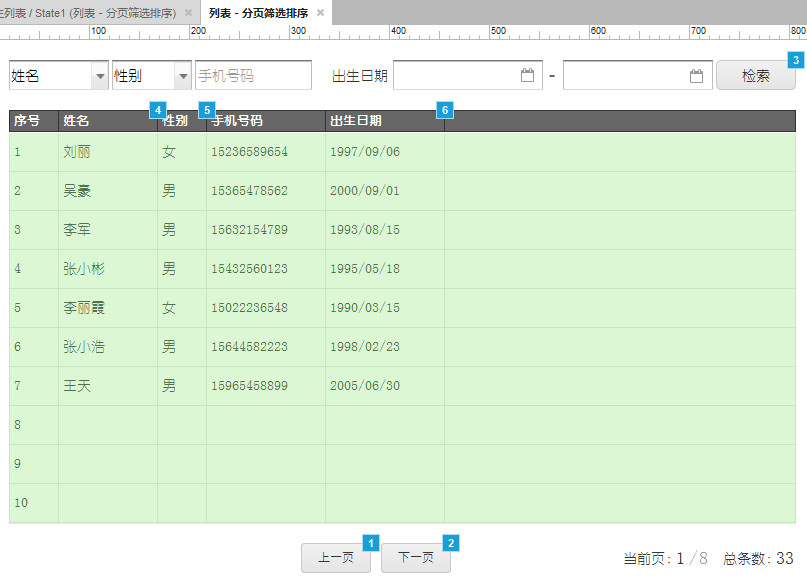 主列表 / State1 (列表 - 分页筛选排序) × 列表 - 分页筛选排序 ×
100 200 300 400 500 600 700 800
姓名 性别 手机号码 出生日期 - 检索 3
4 5 6
序号 姓名 性别 手机号码 出生日期
1 刘丽 女 15236589654 1997/09/06
2 吴豪 男 15365478562 2000/09/01
3 李军 男 15632154789 1993/08/15
4 张小彬 男 15432560123 1995/05/18
5 李丽霞 女 15022236548 1990/03/15
6 张小浩 男 15644582223 1998/02/23
7 王天 男 15965458899 2005/06/30
8
9
10
上一页 1 下一页 2 当前页: 1 /8 总条数: 33